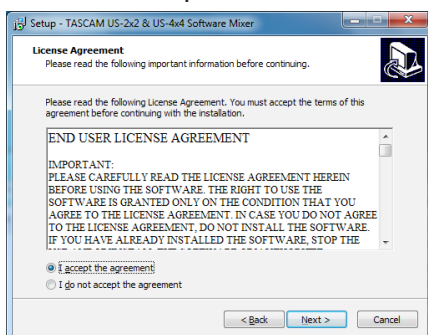 Setup - TASCAM US-2x2 & US-4x4 Software Mixer
License Agreement
Please read the following important information before continuing.
Please read the following License Agreement. You must accept the terms of this
agreement before continuing with the installation.
END USER LICENSE AGREEMENT
IMPORTANT:
PLEASE CAREFULLY READ THE LICENSE AGREEMENT HEREIN
BEFORE USING THE SOFTWARE. THE RIGHT TO USE THE
SOFTWARE IS GRANTED ONLY ON THE CONDITION THAT YOU
AGREE TO THE LICENSE AGREEMENT. IN CASE YOU DO NOT AGREE
TO THE LICENSE AGREEMENT, DO NOT INSTALL THE SOFTWARE.
IF YOU HAVE ALREADY INSTALLED THE SOFTWARE, STOP THE
I accept the agreement
I do not accept the agreement
< Back
Next >
Cancel